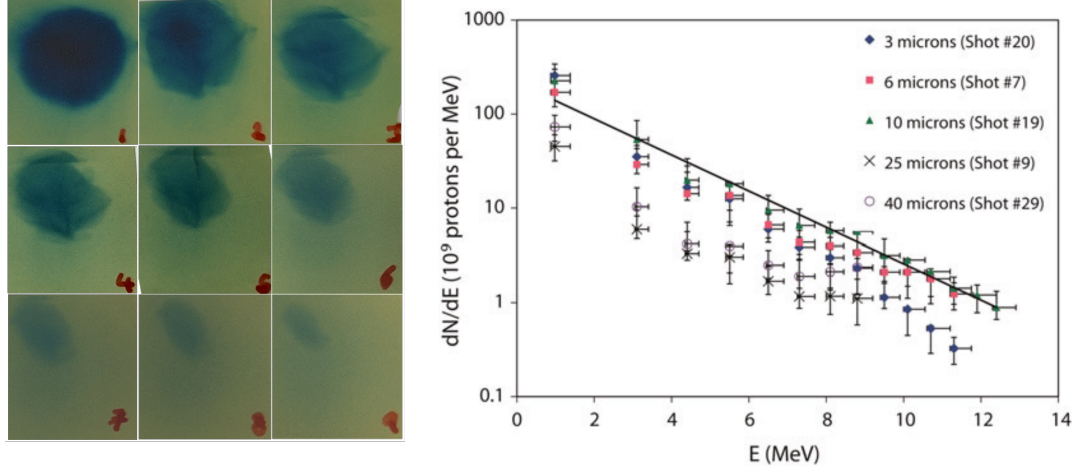 1
2
3
4
5
6
7
8
9
1000
100
10
1
0.1
dN/dE (10⁹ protons per MeV)
3 microns (Shot #20)
6 microns (Shot #7)
10 microns (Shot #19)
25 microns (Shot #9)
40 microns (Shot #29)
0 2 4 6 8 10 12 14
E (MeV)